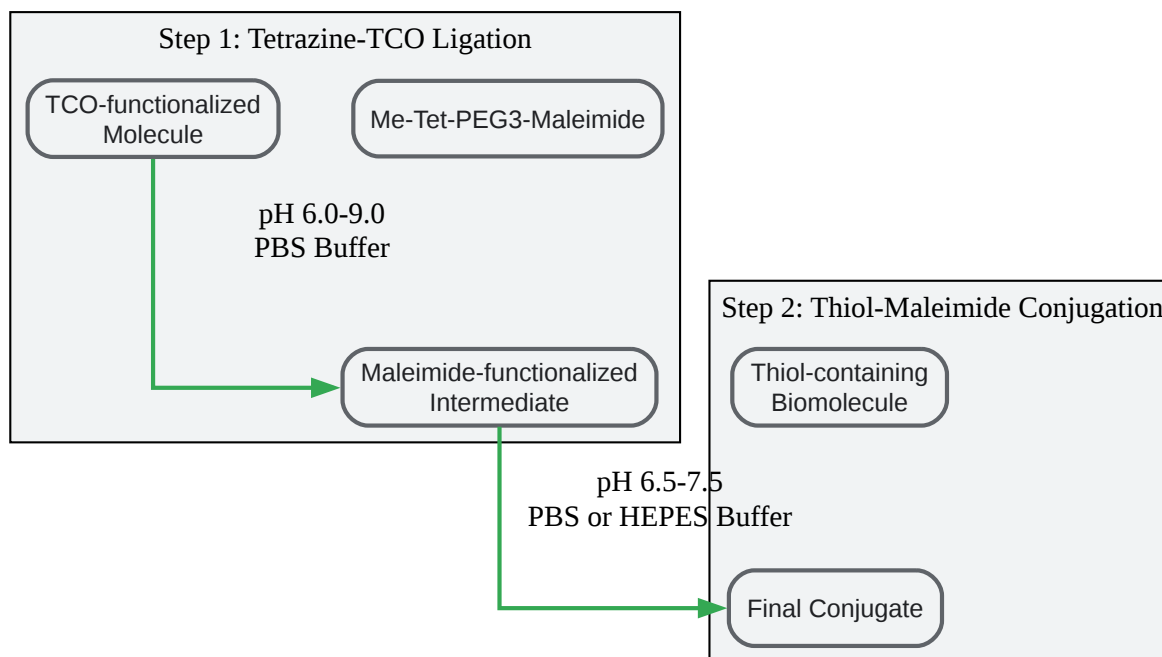 Step 1: Tetrazine-TCO Ligation
TCO-functionalized
Molecule
Me-Tet-PEG3-Maleimide
pH 6.0-9.0
PBS Buffer
Maleimide-functionalized
Intermediate
Step 2: Thiol-Maleimide Conjugation
Thiol-containing
Biomolecule
pH 6.5-7.5
PBS or HEPES Buffer
Final Conjugate